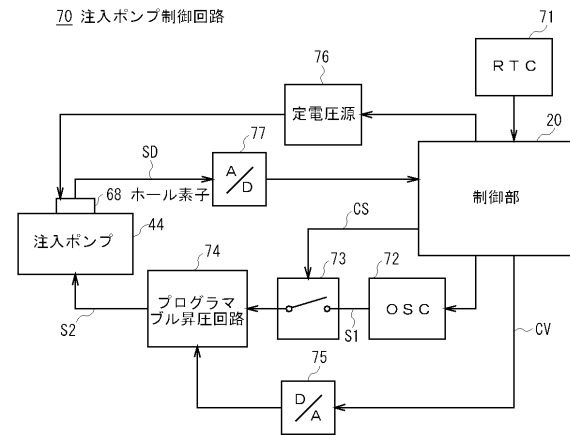 70 注入ポンプ制御回路
71
RTC
76
定電圧源
20
77
SD
A/D
68 ホール素子
制御部
CS
44
注入ポンプ
74
73
72
プログラマ
ブル昇圧回路
OSC
S1
S2
CV
75
D/A